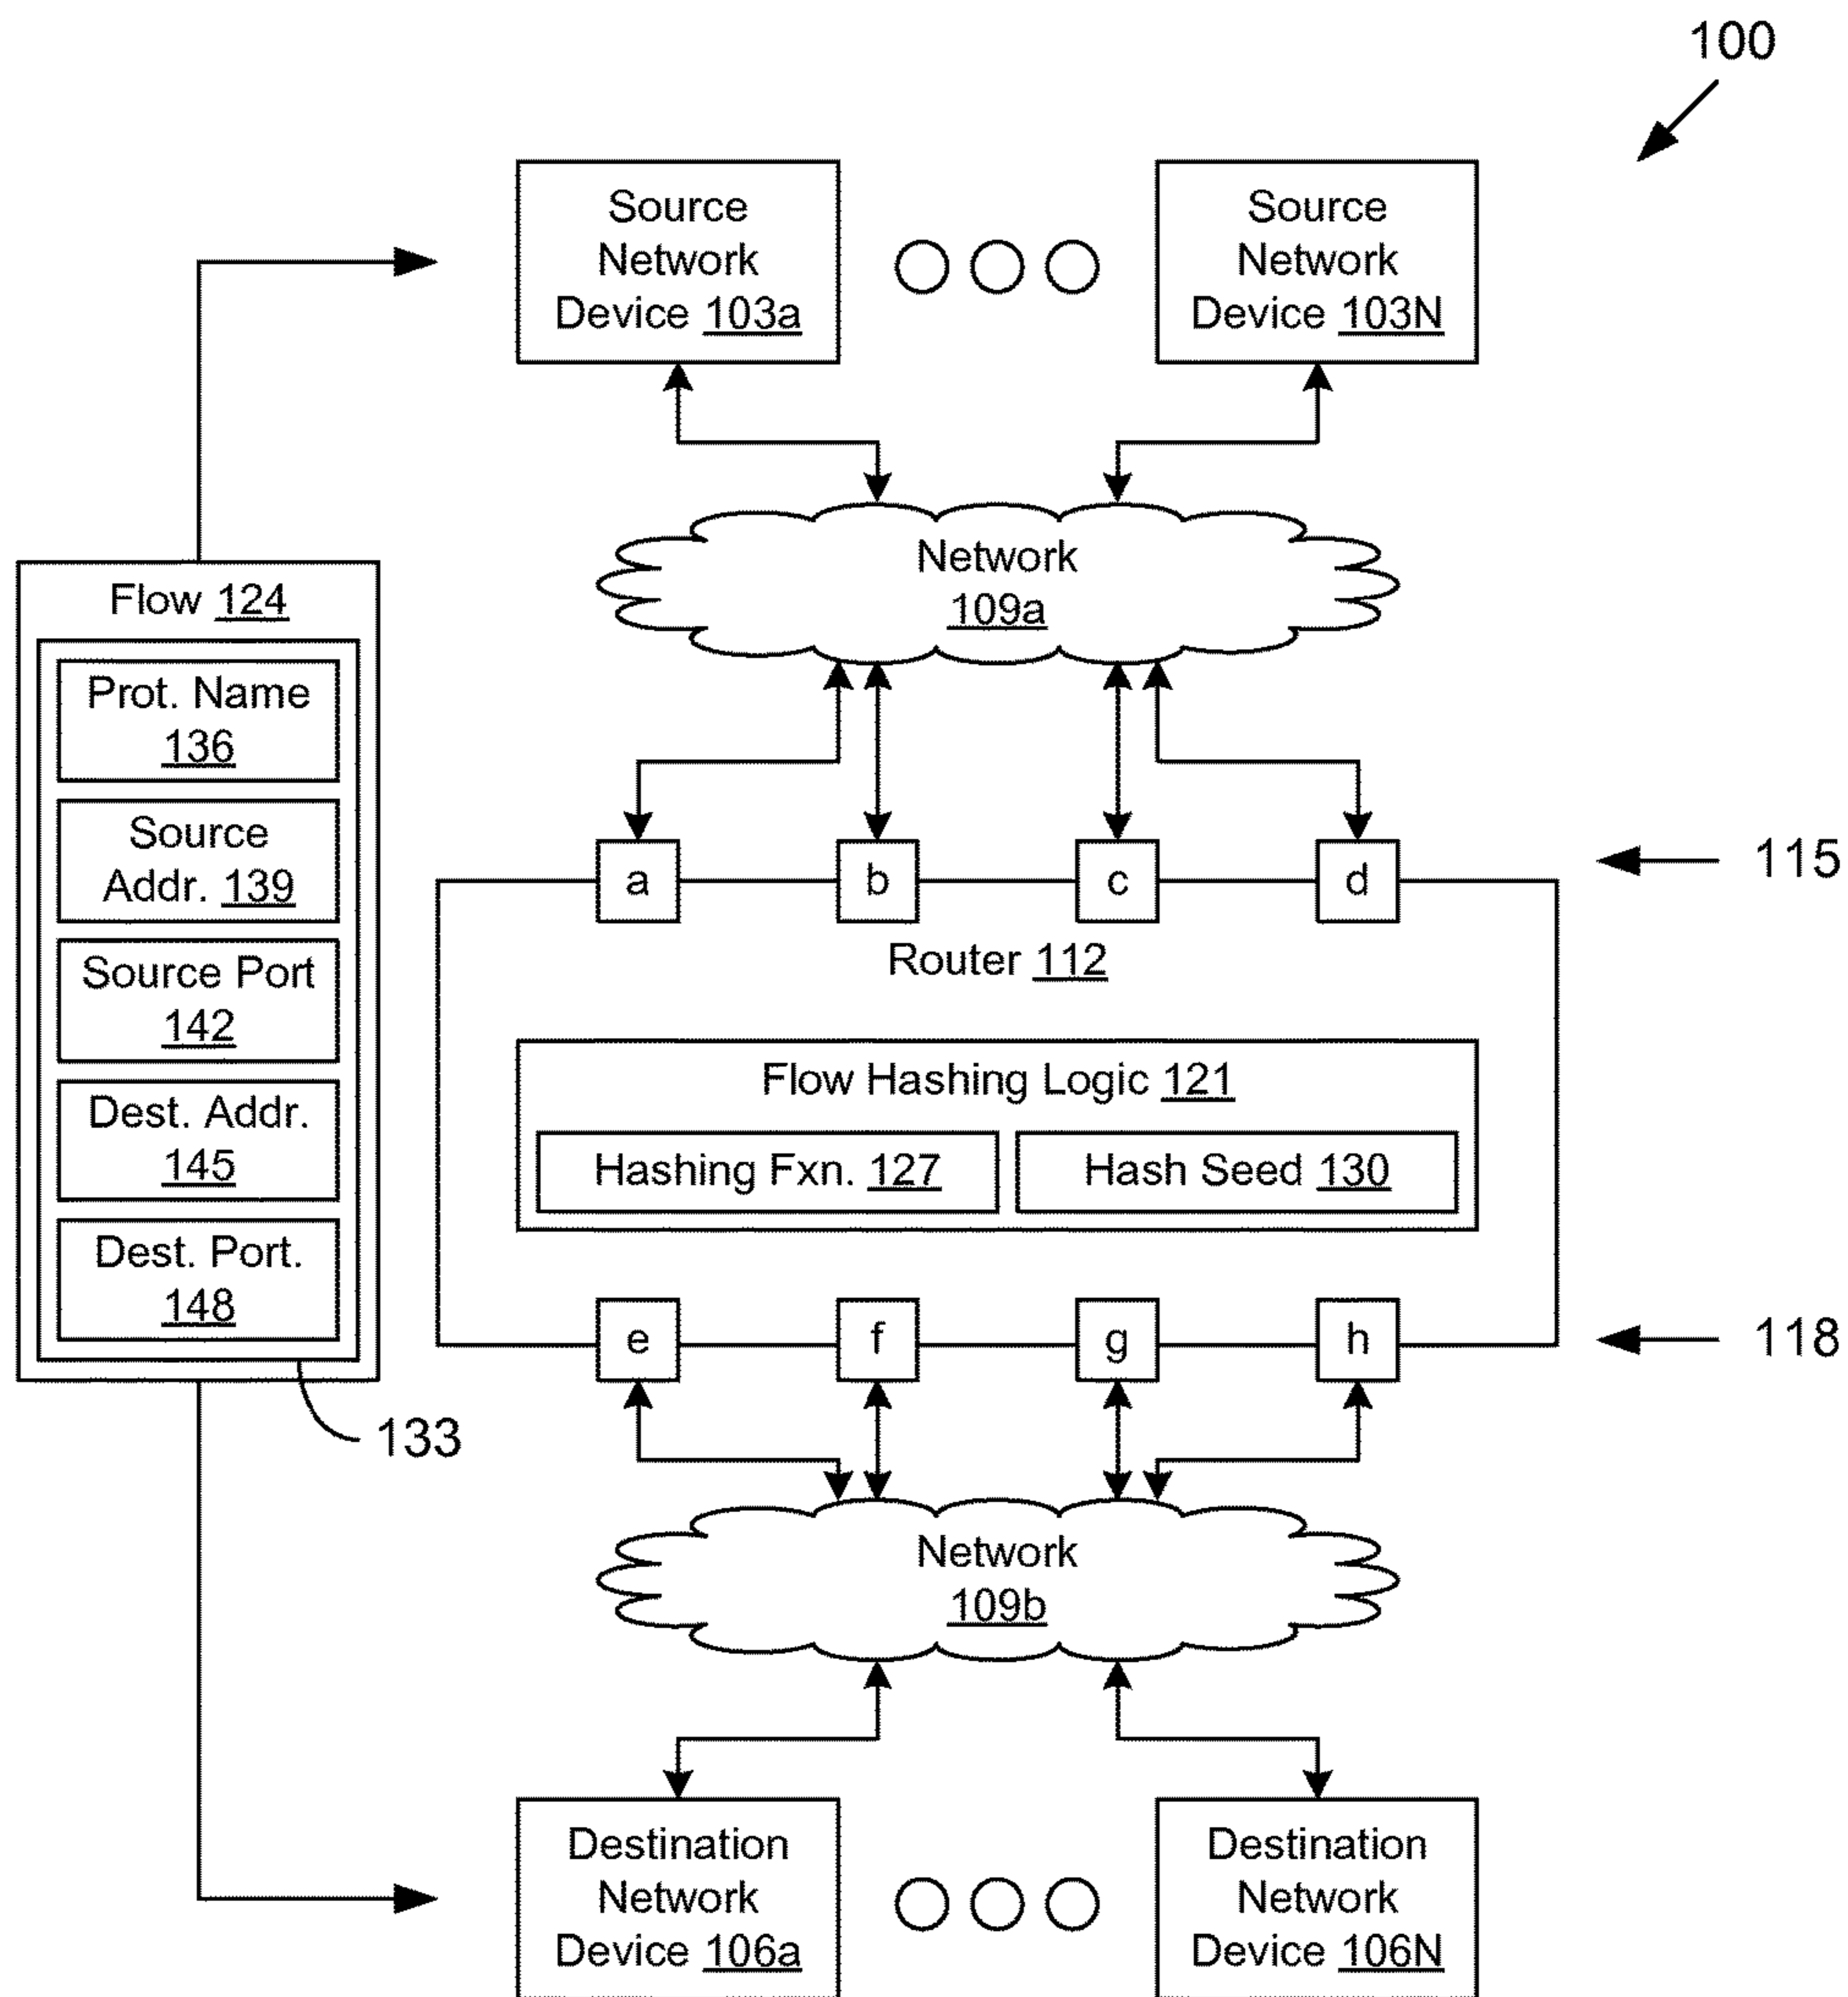 100
Source
Network
Device 103a
Source
Network
Device 103N
Network
109a
Flow 124
Prot. Name
136
Source
Addr. 139
Source Port
142
Dest. Addr.
145
Dest. Port.
148
133
a
b
c
d
115
Router 112
Flow Hashing Logic 121
Hashing Fxn. 127
Hash Seed 130
e
f
g
h
118
Network
109b
Destination
Network
Device 106a
Destination
Network
Device 106N